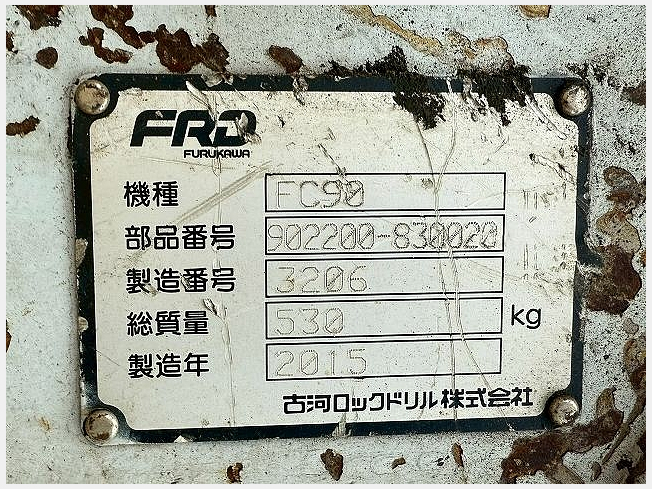 FRD
FURUKAWA
機種 FC90
部品番号 902200-830020
製造番号 3206
総質量 530 kg
製造年 2015
古河ロックドリル株式会社